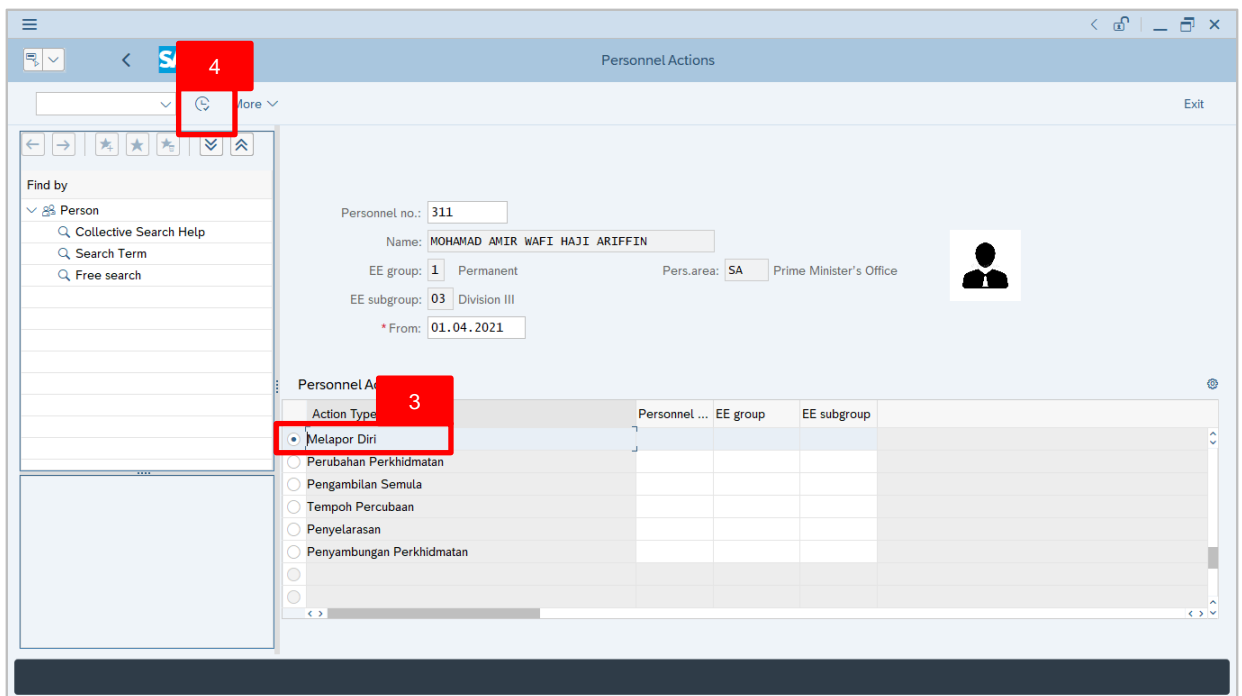 Personnel Actions
4
More
Exit
Find by
Person
Collective Search Help
Search Term
Free search
Personnel no.: 311
Name: MOHAMAD AMIR WAFI HAJI ARIFFIN
EE group: 1 Permanent Pers.area: SA Prime Minister's Office
EE subgroup: 03 Division III
* From: 01.04.2021
Personnel
3
Action Type Personnel ... EE group EE subgroup
Melapor Diri
Perubahan Perkhidmatan
Pengambilan Semula
Tempoh Percubaan
Penyelarasan
Penyambungan Perkhidmatan